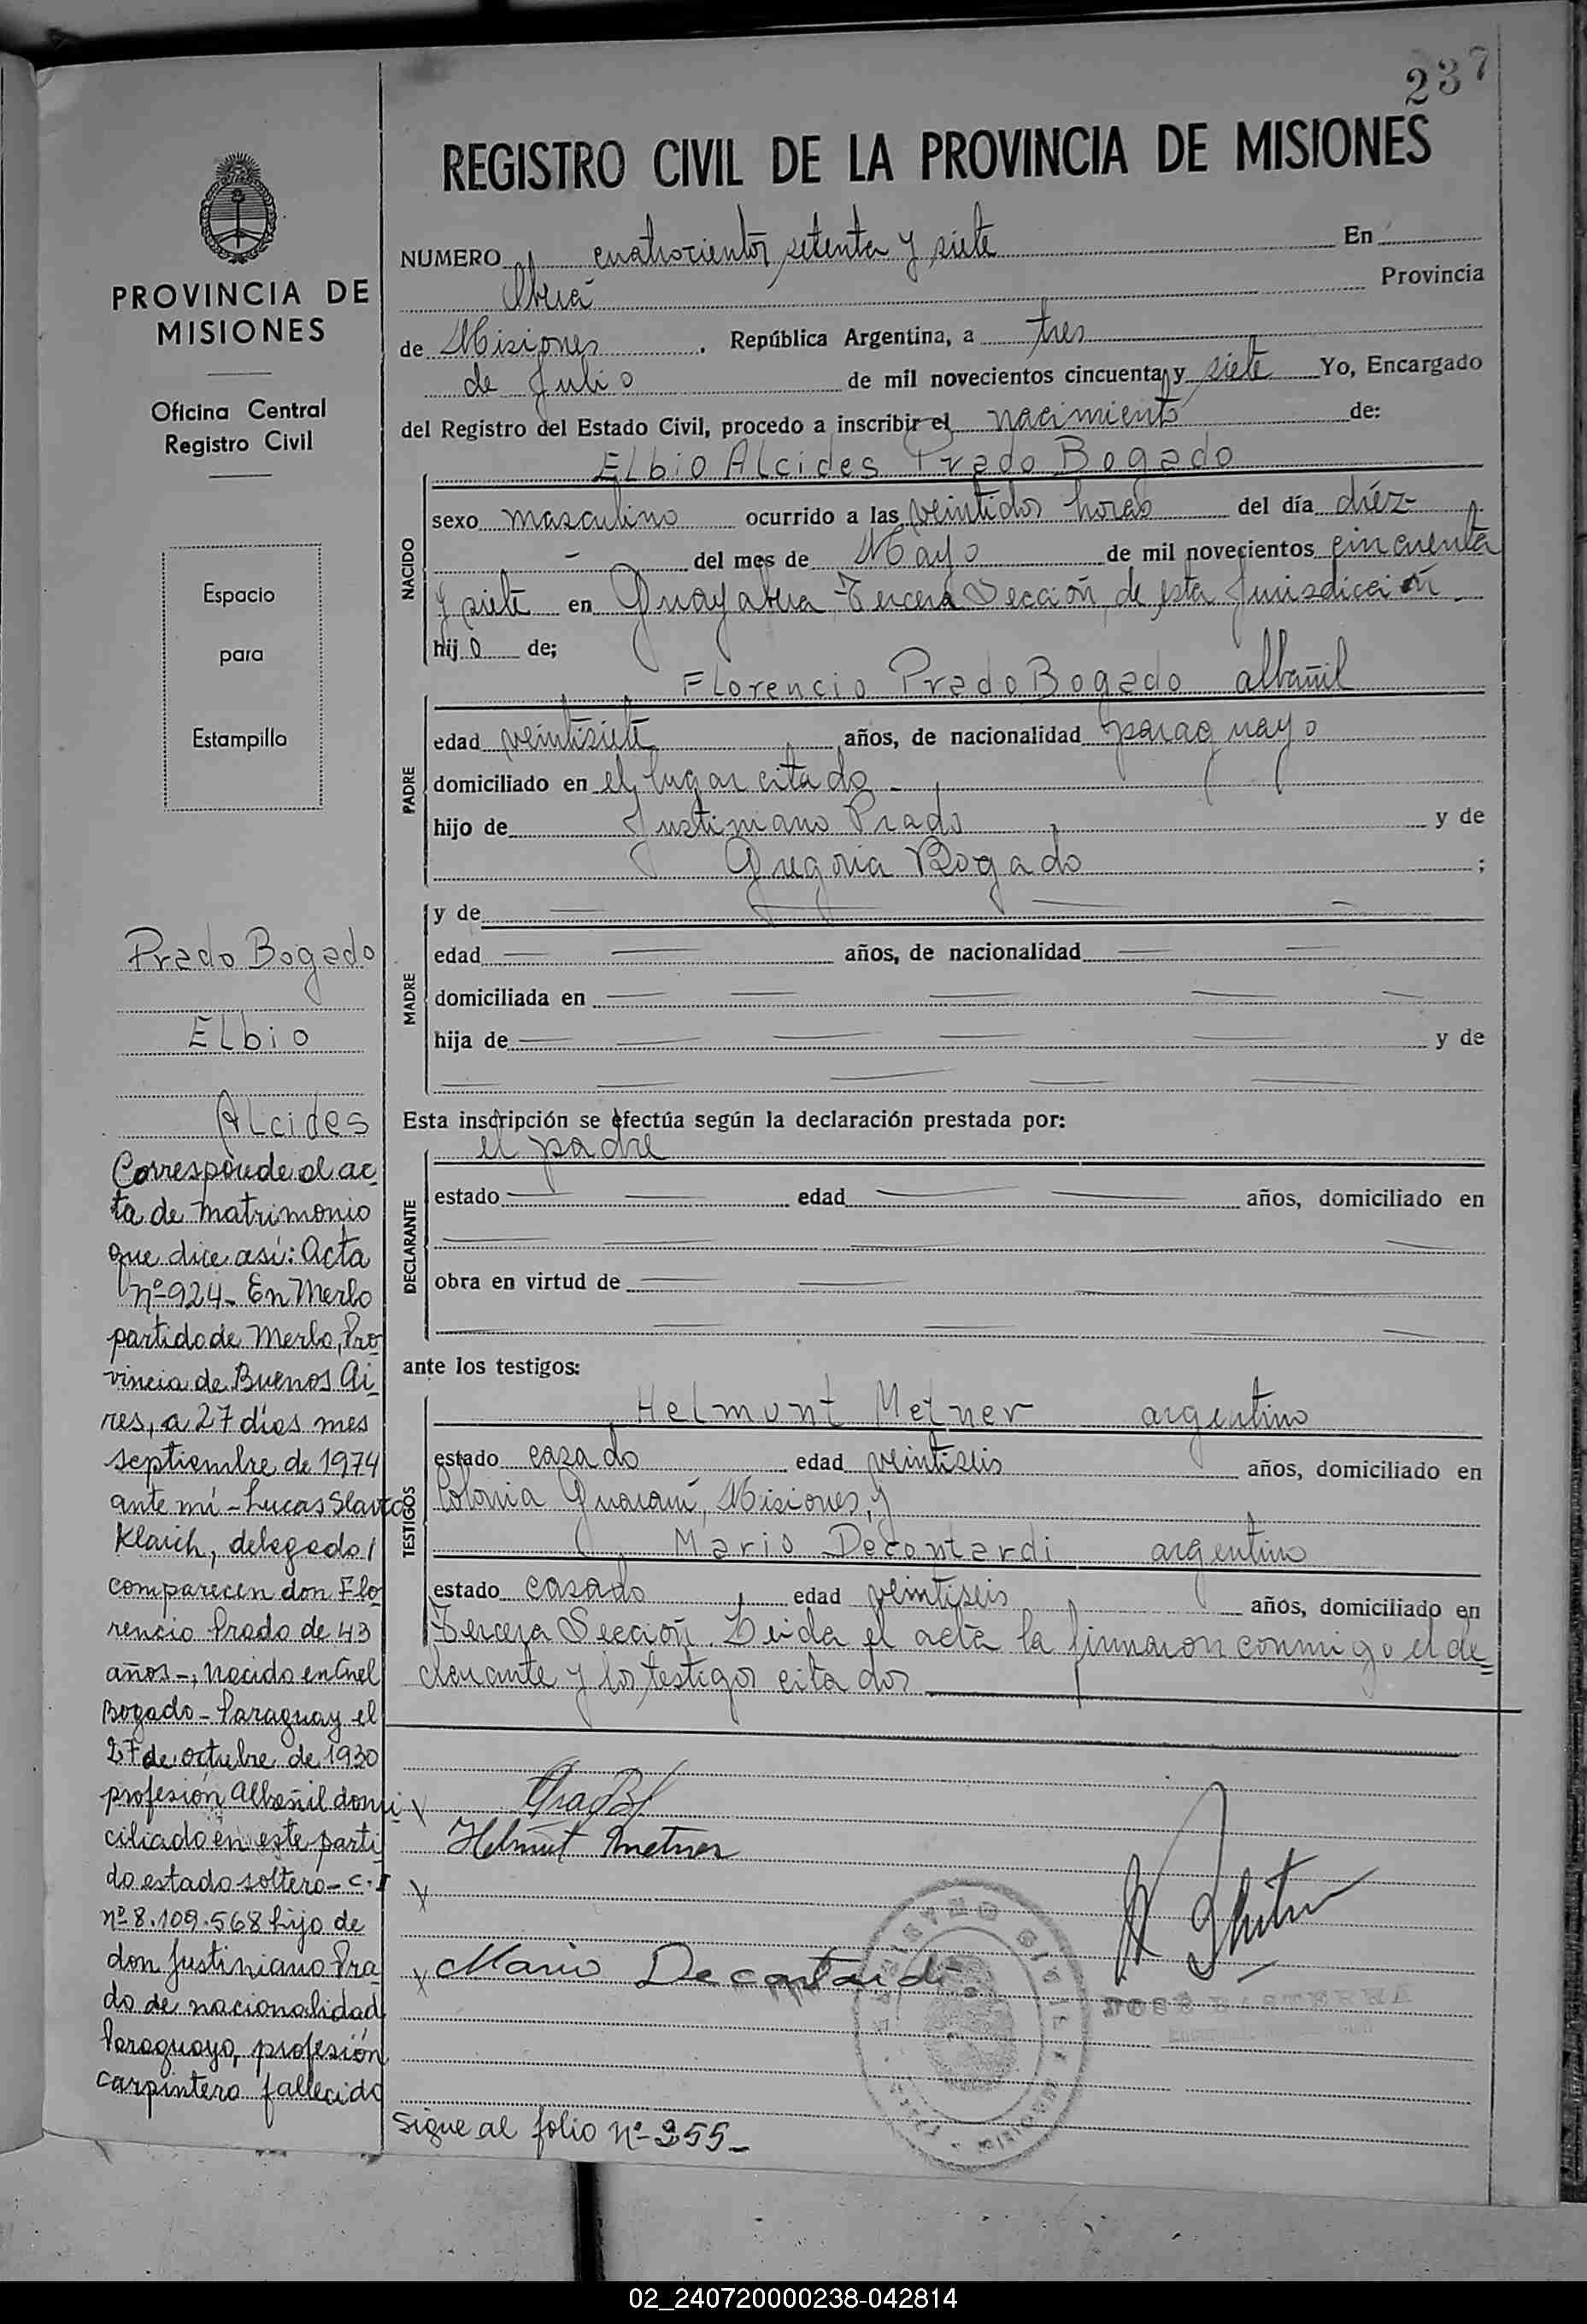 237
REGISTRO CIVIL DE LA PROVINCIA DE MISIONES
PROVINCIA DE
MISIONES
Oficina Central
Registro Civil
Espacio
para
Estampilla
Prado Bogado
Elbio
Alcides
Corresponde al ac
ta de matrimonio
que dice así: Acta
nº 924- En Merlo
partido de Merlo, Pro
vincia de Buenos Ai
res, a 27 días mes
septiembre de 1974
ante mí - Lucas Slavco
Klaich, delegado /
comparecen don Flo
rencio Prado de 43
años -; Nacido en Cnel
Bogado - Paraguay el
27 de octubre de 1930
profesión Albañil domi
ciliado en este parti
do estado soltero - C.I
nº 8.109.568 hijo de
don Justiniano Pra
do de nacionalidad
Paraguaya, profesión
carpintero fallecido
NUMERO cuatrocientos setenta y siete En
Oberá Provincia
de Misiones, República Argentina, a tres
de Julio de mil novecientos cincuenta y siete Yo, Encargado
del Registro del Estado Civil, procedo a inscribir el nacimiento de:
Elbio Alcides Prado Bogado
NACIDO
sexo masculino ocurrido a las veintidos horas del día diez-
- del mes de Mayo de mil novecientos cincuenta
y siete en Guayabera Tercera Sección, de esta Jurisdicción.
hijo de;
Florencio Prado Bogado albañil
PADRE
edad veintisiete años, de nacionalidad paraguayo
domiciliado en el lugar citado -
hijo de Justiniano Prado y de
Gregoria Bogado ;
MADRE
y de
edad años, de nacionalidad
domiciliada en
hija de y de
Esta inscripción se efectúa según la declaración prestada por:
el padre
DECLARANTE
estado edad años, domiciliado en
obra en virtud de
ante los testigos:
TESTIGOS
Helmunt Metner argentino
estado casado edad veintiseis años, domiciliado en
Colonia Guaraní, Misiones, y
Mario Decontardi argentino
estado casado edad veintiseis años, domiciliado en
Tercera Sección. Leida el acta la firmaron conmigo el de=
clarante y los testigos citados
Helmut Metner
Mario Decontardi
Sigue al folio nº 255-
02_240720000238-042814